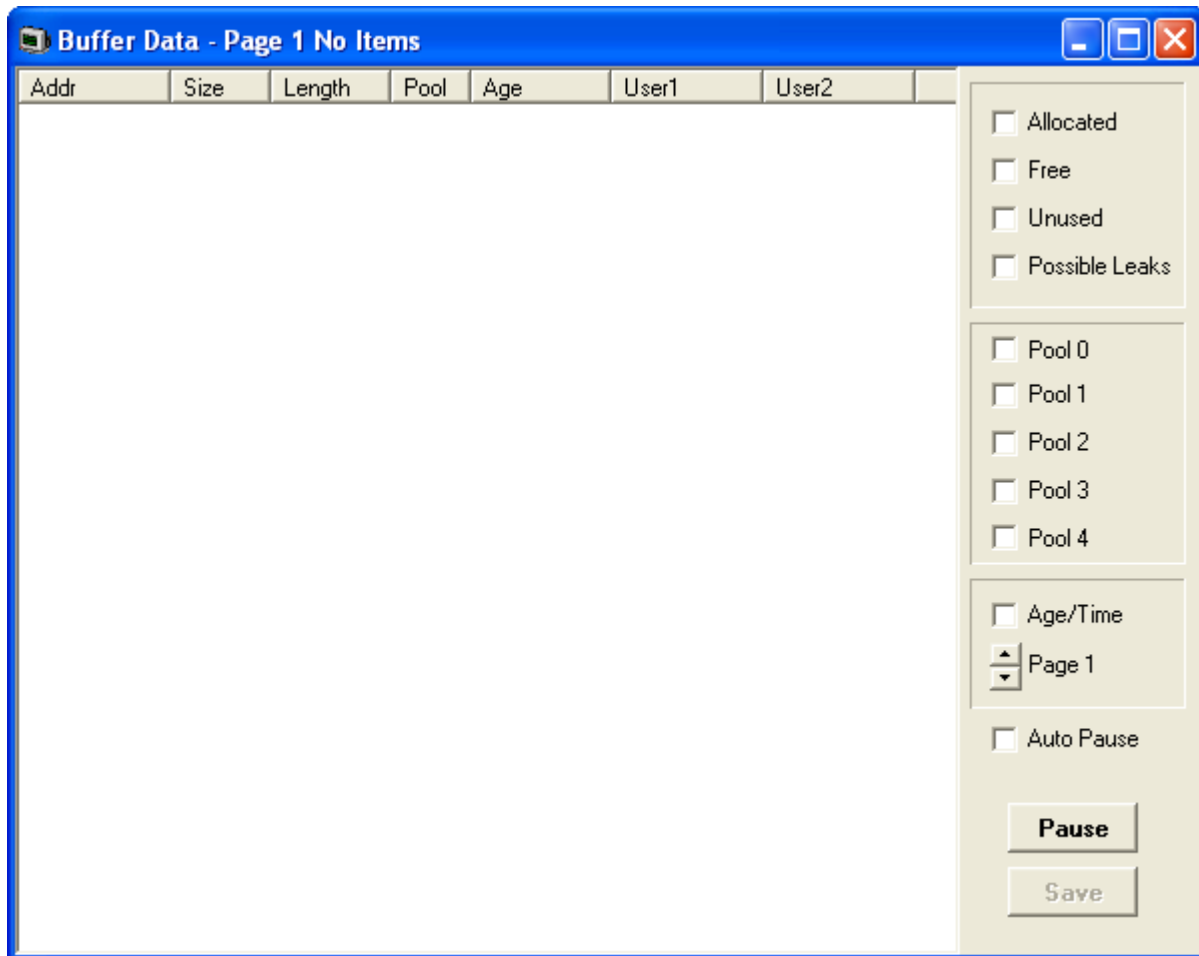 Buffer Data - Page 1 No Items
Addr Size Length Pool Age User1 User2
Allocated
Free
Unused
Possible Leaks
Pool 0
Pool 1
Pool 2
Pool 3
Pool 4
Age/Time
Page 1
Auto Pause
Pause
Save